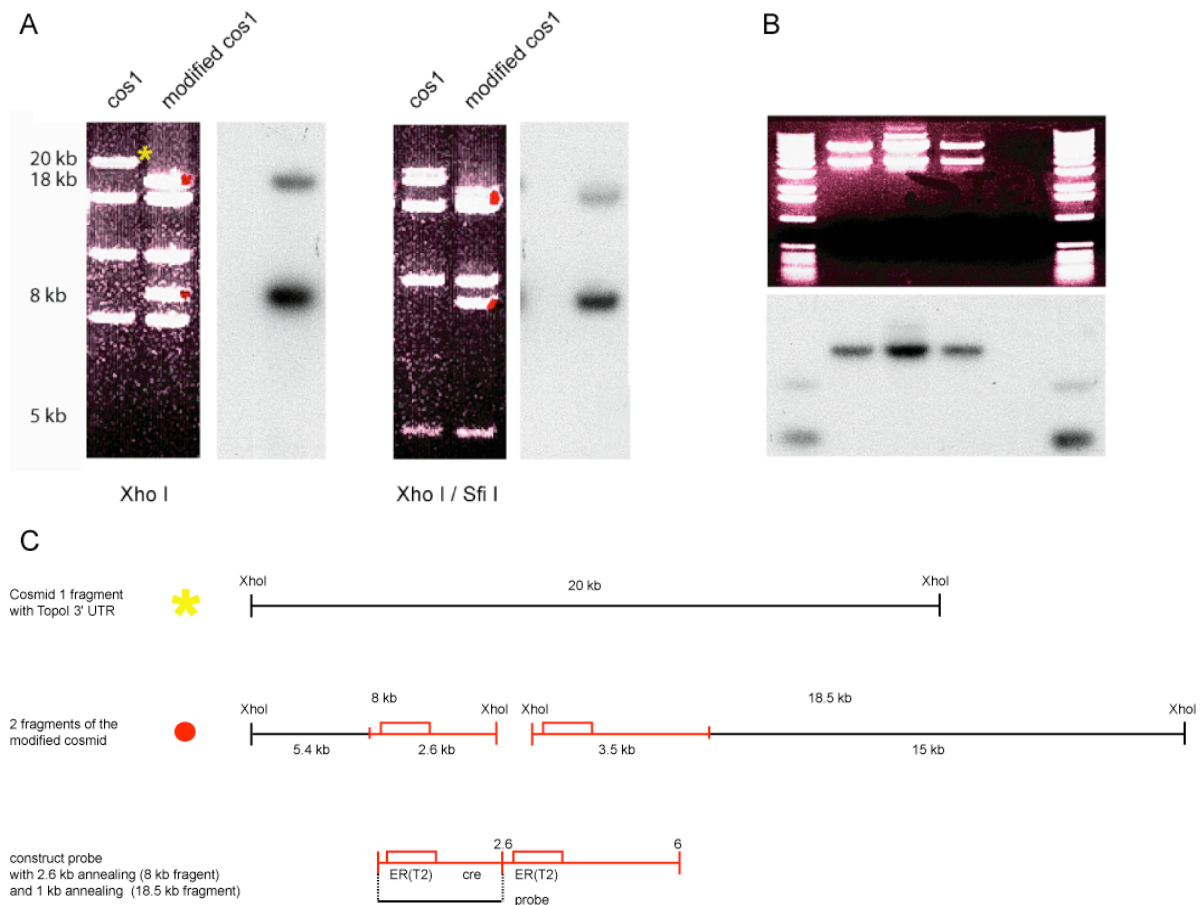 A
B
cos1
modified cos1
cos1
modified cos1
20 kb
18 kb
8 kb
5 kb
Xho I
Xho I / Sfi I
C
Cosmid 1 fragment
with TopoI 3' UTR
XhoI
20 kb
XhoI
2 fragments of the
modified cosmid
XhoI
8 kb
XhoI
XhoI
18.5 kb
XhoI
5.4 kb
2.6 kb
3.5 kb
15 kb
construct probe
with 2.6 kb annealing (8 kb fragent)
and 1 kb annealing (18.5 kb fragment)
2.6
6
ER(T2)
cre
ER(T2)
probe